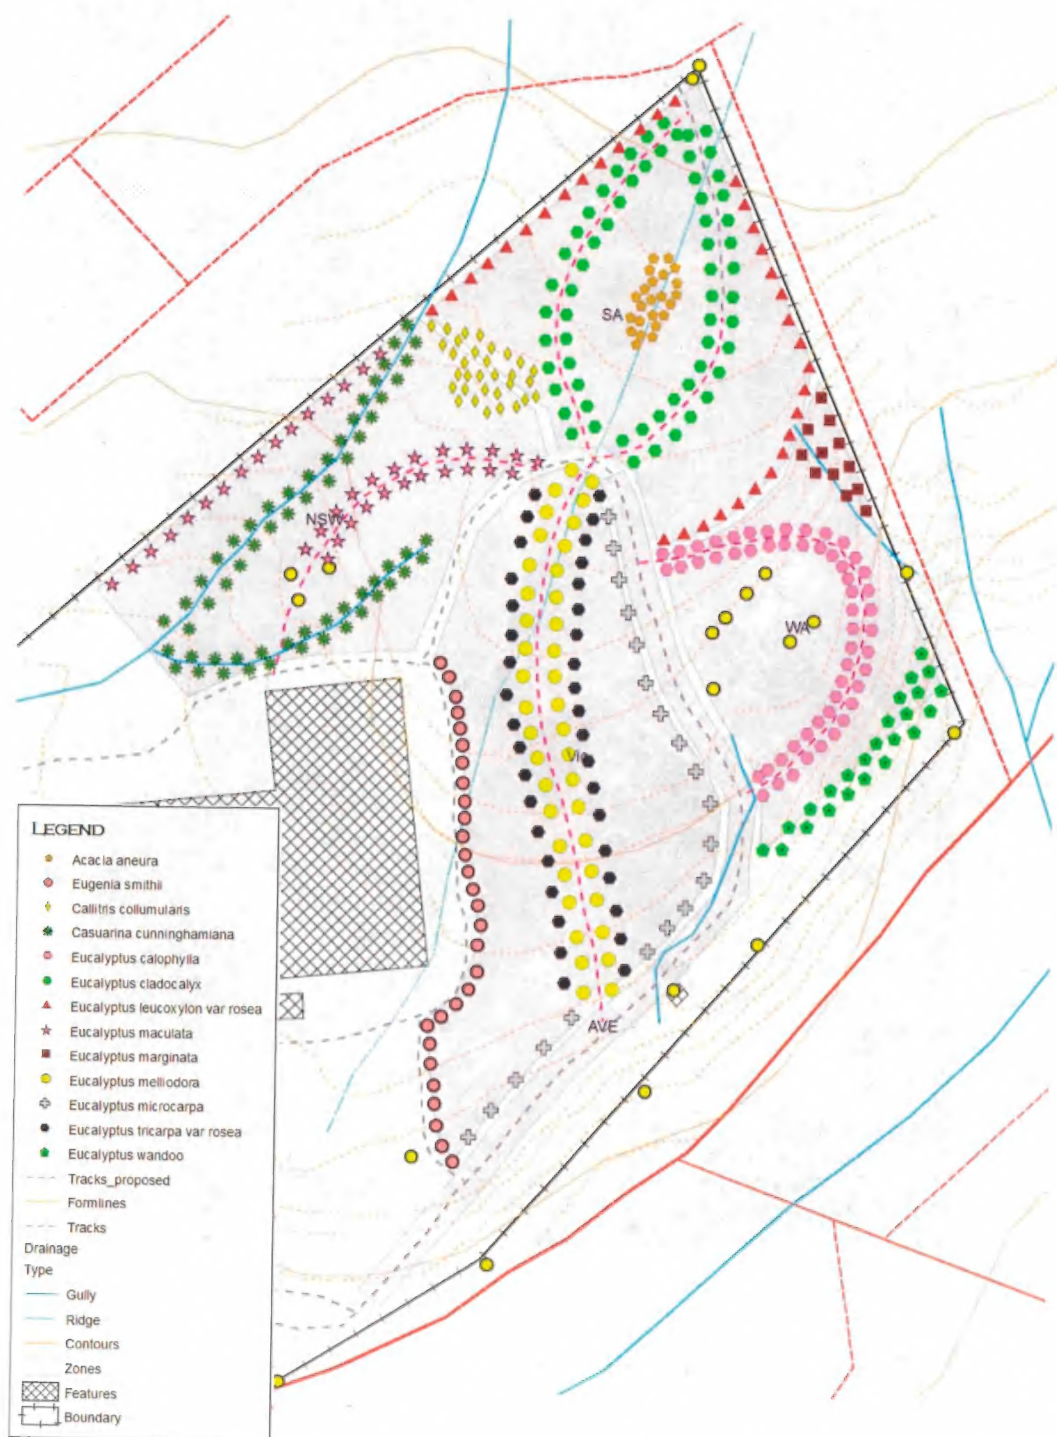 SA
NSW
WA
Vic
AVE
LEGEND
Acacia aneura
Eugenia smithii
Callitris collumularis
Casuarina cunninghamiana
Eucalyptus calophylla
Eucalyptus cladocalyx
Eucalyptus leucoxylon var rosea
Eucalyptus maculata
Eucalyptus marginata
Eucalyptus melliodora
Eucalyptus microcarpa
Eucalyptus tricarpa var rosea
Eucalyptus wandoo
Tracks_proposed
Formlines
Tracks
Drainage
Type
Gully
Ridge
Contours
Zones
Features
Boundary